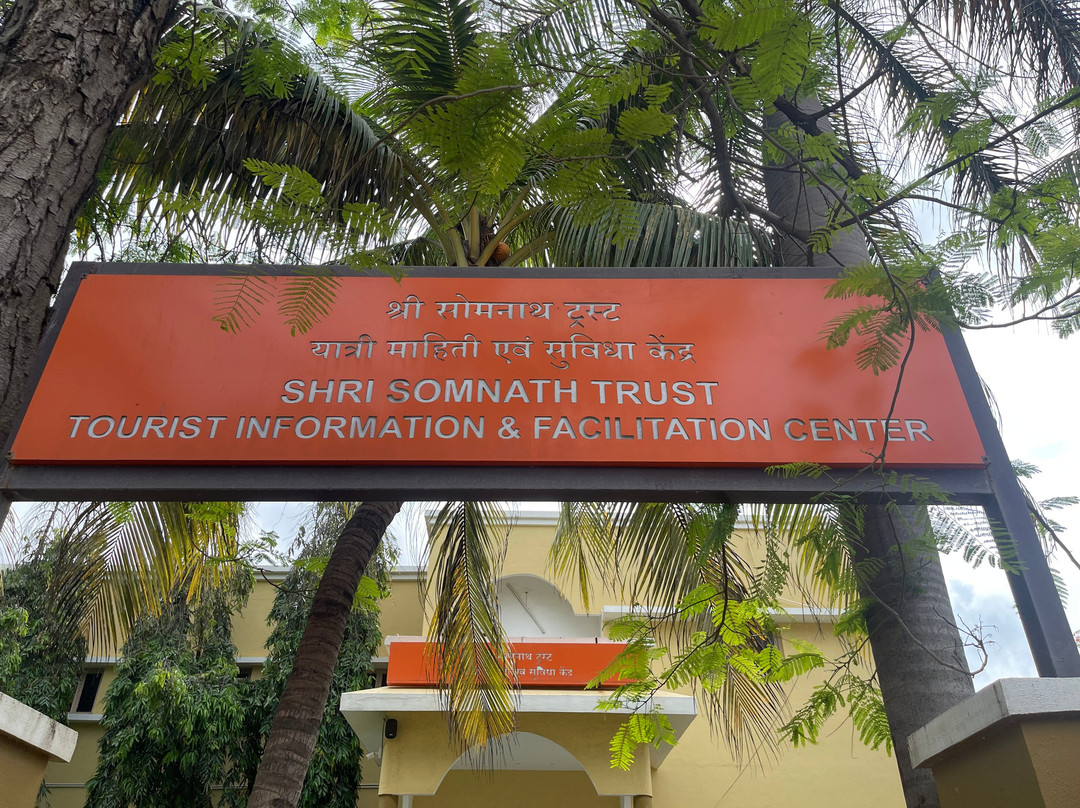 श्री सोमनाथ ट्रस्ट
यात्री माहिती एवं सुविधा केंद्र
SHRI SOMNATH TRUST
TOURIST INFORMATION & FACILITATION CENTER
सुविधा केंद्र